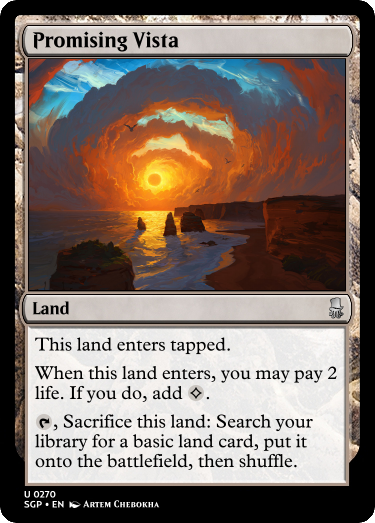 Promising Vista
Land
This land enters tapped.
When this land enters, you may pay 2
life. If you do, add ◇.
, Sacrifice this land: Search your
library for a basic land card, put it
onto the battlefield, then shuffle.
U 0270
SGP • EN Artem Chebokha